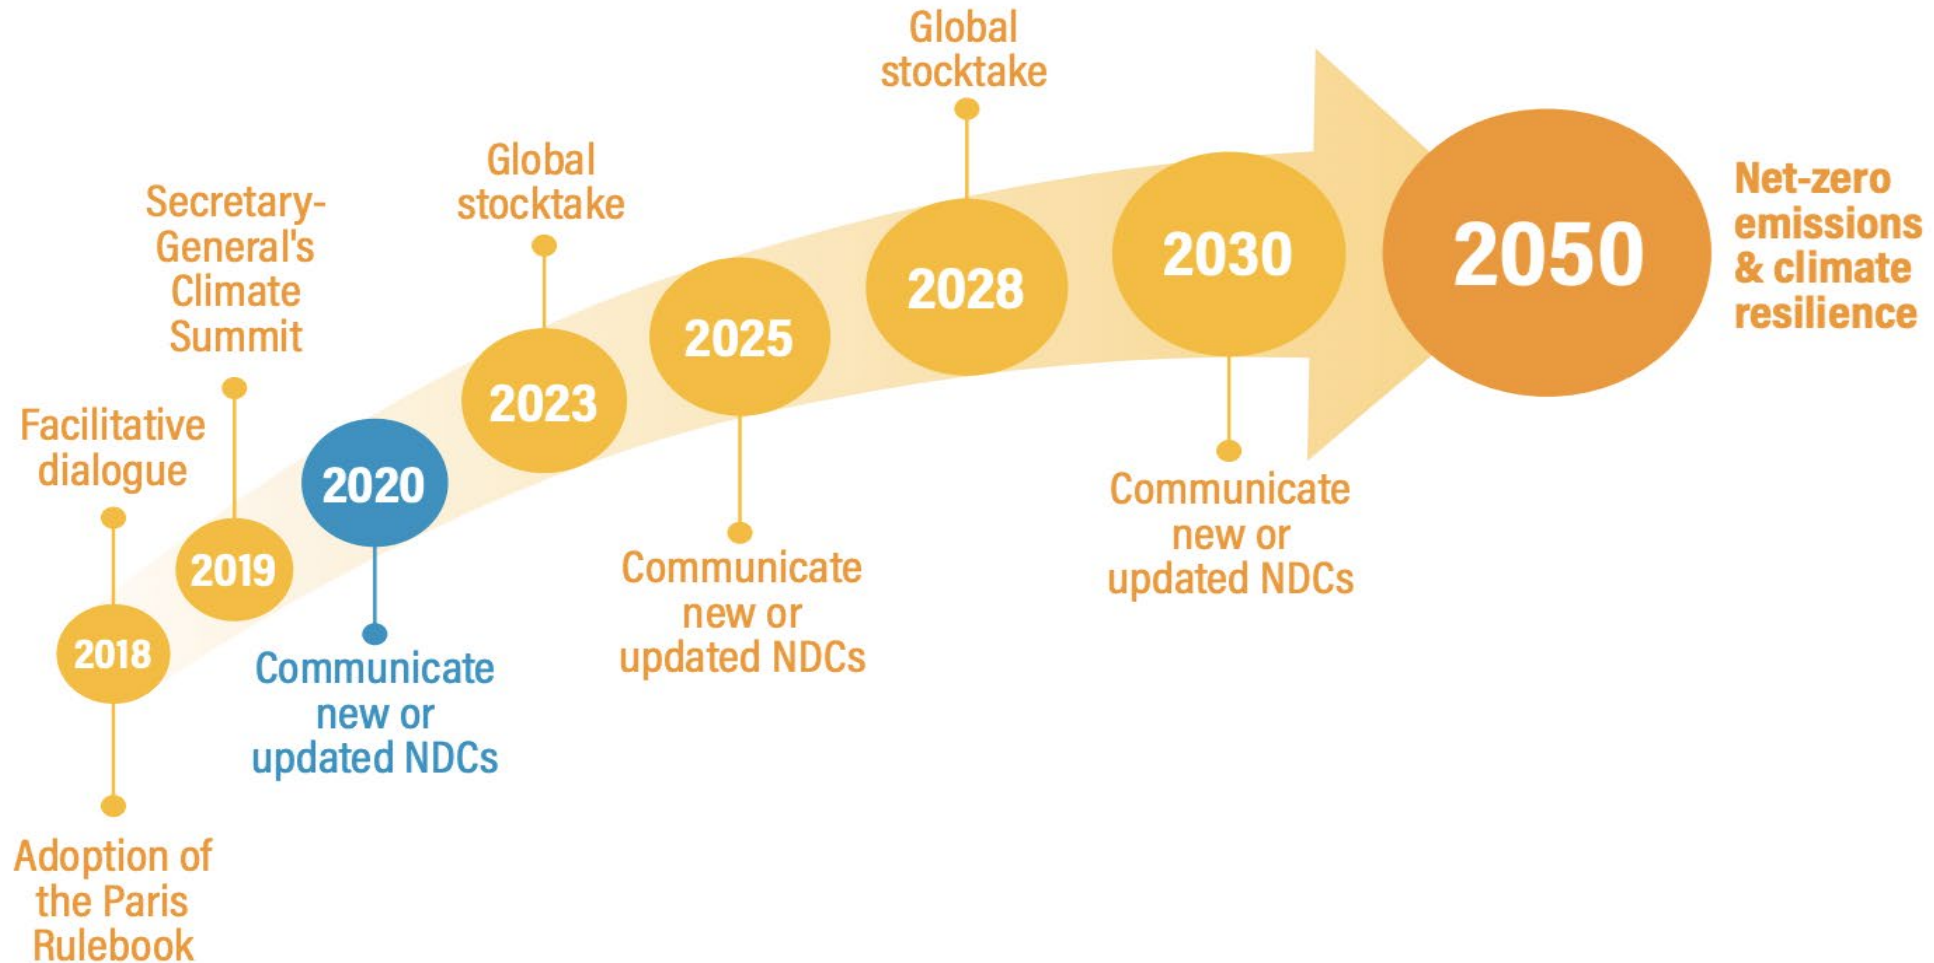 Facilitative
dialogue
2018
Adoption of
the Paris
Rulebook
Secretary-
General's
Climate
Summit
2019
2020
Communicate
new or
updated NDCs
Global
stocktake
2023
2025
Communicate
new or
updated NDCs
Global
stocktake
2028
2030
Communicate
new or
updated NDCs
2050
Net-zero
emissions
& climate
resilience